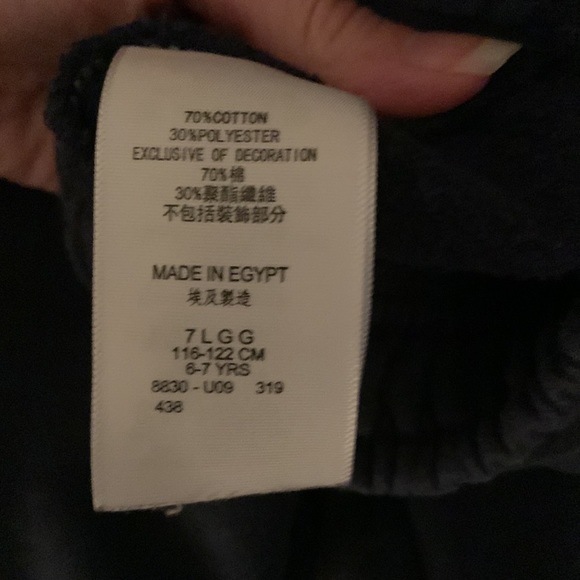 70%COTTON
30%POLYESTER
EXCLUSIVE OF DECORATION
70%棉
30%聚酯纖維
不包括裝飾部分
MADE IN EGYPT
埃及製造
7 L G G
116-122 CM
6-7 YRS
8830 - U09 319
438